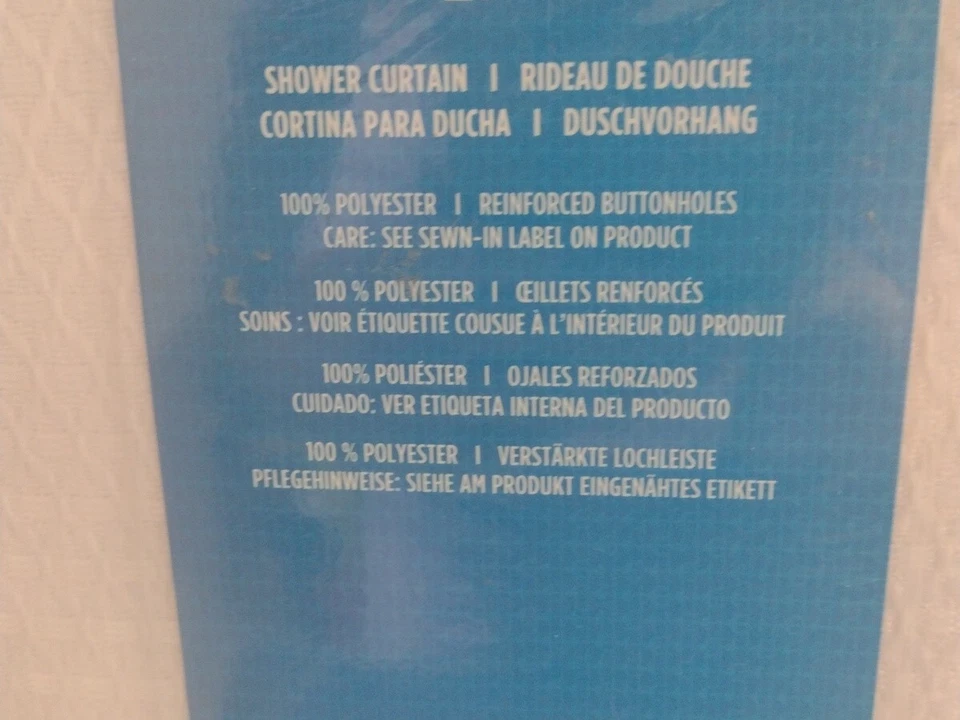 SHOWER CURTAIN | RIDEAU DE DOUCHE
CORTINA PARA DUCHA | DUSCHVORHANG
100% POLYESTER | REINFORCED BUTTONHOLES
CARE: SEE SEWN-IN LABEL ON PRODUCT
100 % POLYESTER | ŒILLETS RENFORCÉS
SOINS : VOIR ÉTIQUETTE COUSUE À L'INTÉRIEUR DU PRODUIT
100% POLIÉSTER | OJALES REFORZADOS
CUIDADO: VER ETIQUETA INTERNA DEL PRODUCTO
100 % POLYESTER | VERSTÄRKTE LOCHLEISTE
PFLEGEHINWEISE: SIEHE AM PRODUKT EINGENÄHTES ETIKETT